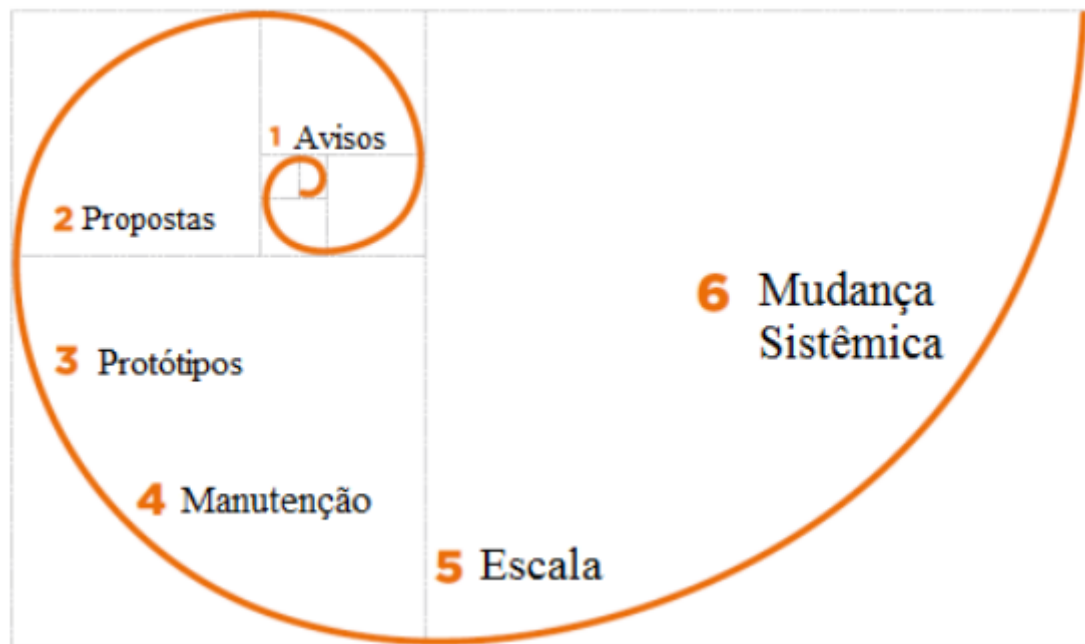 1 Avisos
2 Propostas
3 Protótipos
4 Manutenção
5 Escala
6 Mudança
Sistêmica